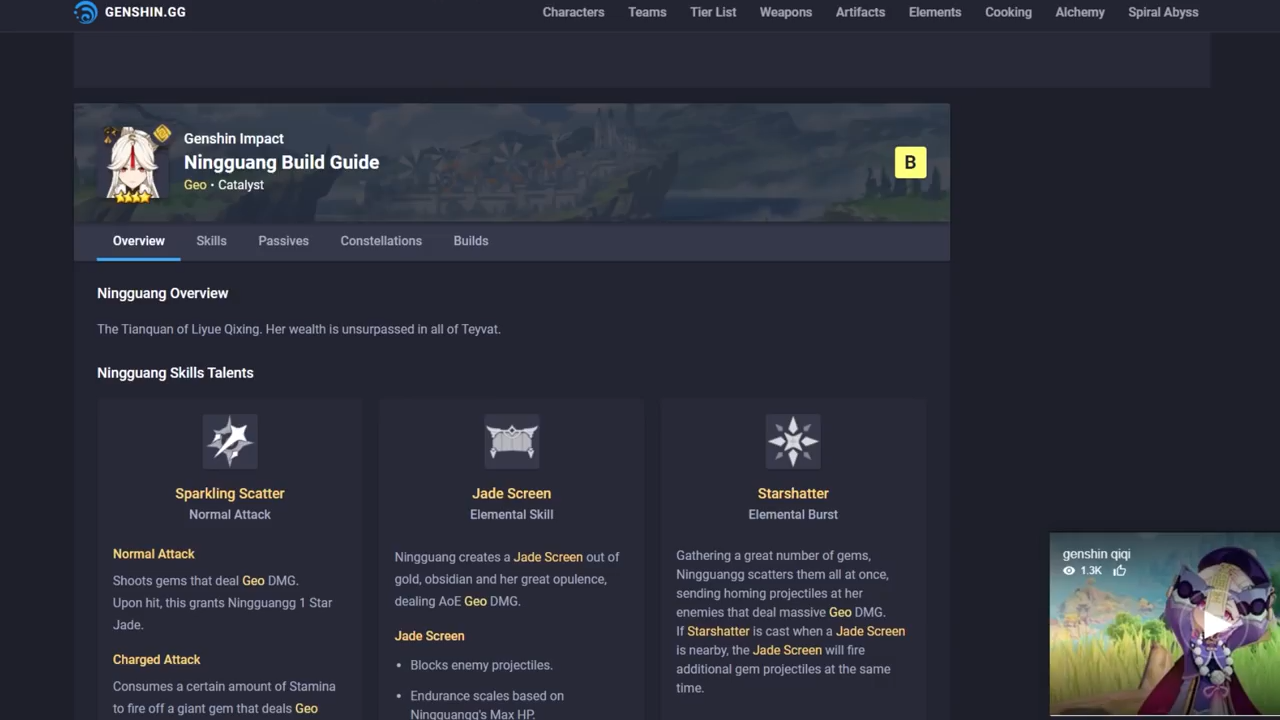 GENSHIN.GG
Characters
Teams
Tier List
Weapons
Artifacts
Elements
Cooking
Alchemy
Spiral Abyss
Genshin Impact
Ningguang Build Guide
Geo • Catalyst
B
Overview
Skills
Passives
Constellations
Builds
Ningguang Overview
The Tianquan of Liyue Qixing. Her wealth is unsurpassed in all of Teyvat.
Ningguang Skills Talents
Sparkling Scatter
Normal Attack
Normal Attack
Shoots gems that deal Geo DMG.
Upon hit, this grants Ningguangg 1 Star
Jade.
Charged Attack
Consumes a certain amount of Stamina
to fire off a giant gem that deals Geo
Jade Screen
Elemental Skill
Ningguang creates a Jade Screen out of
gold, obsidian and her great opulence,
dealing AoE Geo DMG.
Jade Screen
• Blocks enemy projectiles.
• Endurance scales based on
Ningguangg's Max HP.
Starshatter
Elemental Burst
Gathering a great number of gems,
Ningguangg scatters them all at once,
sending homing projectiles at her
enemies that deal massive Geo DMG.
If Starshatter is cast when a Jade Screen
is nearby, the Jade Screen will fire
additional gem projectiles at the same
time.
genshin qiqi
1.3K